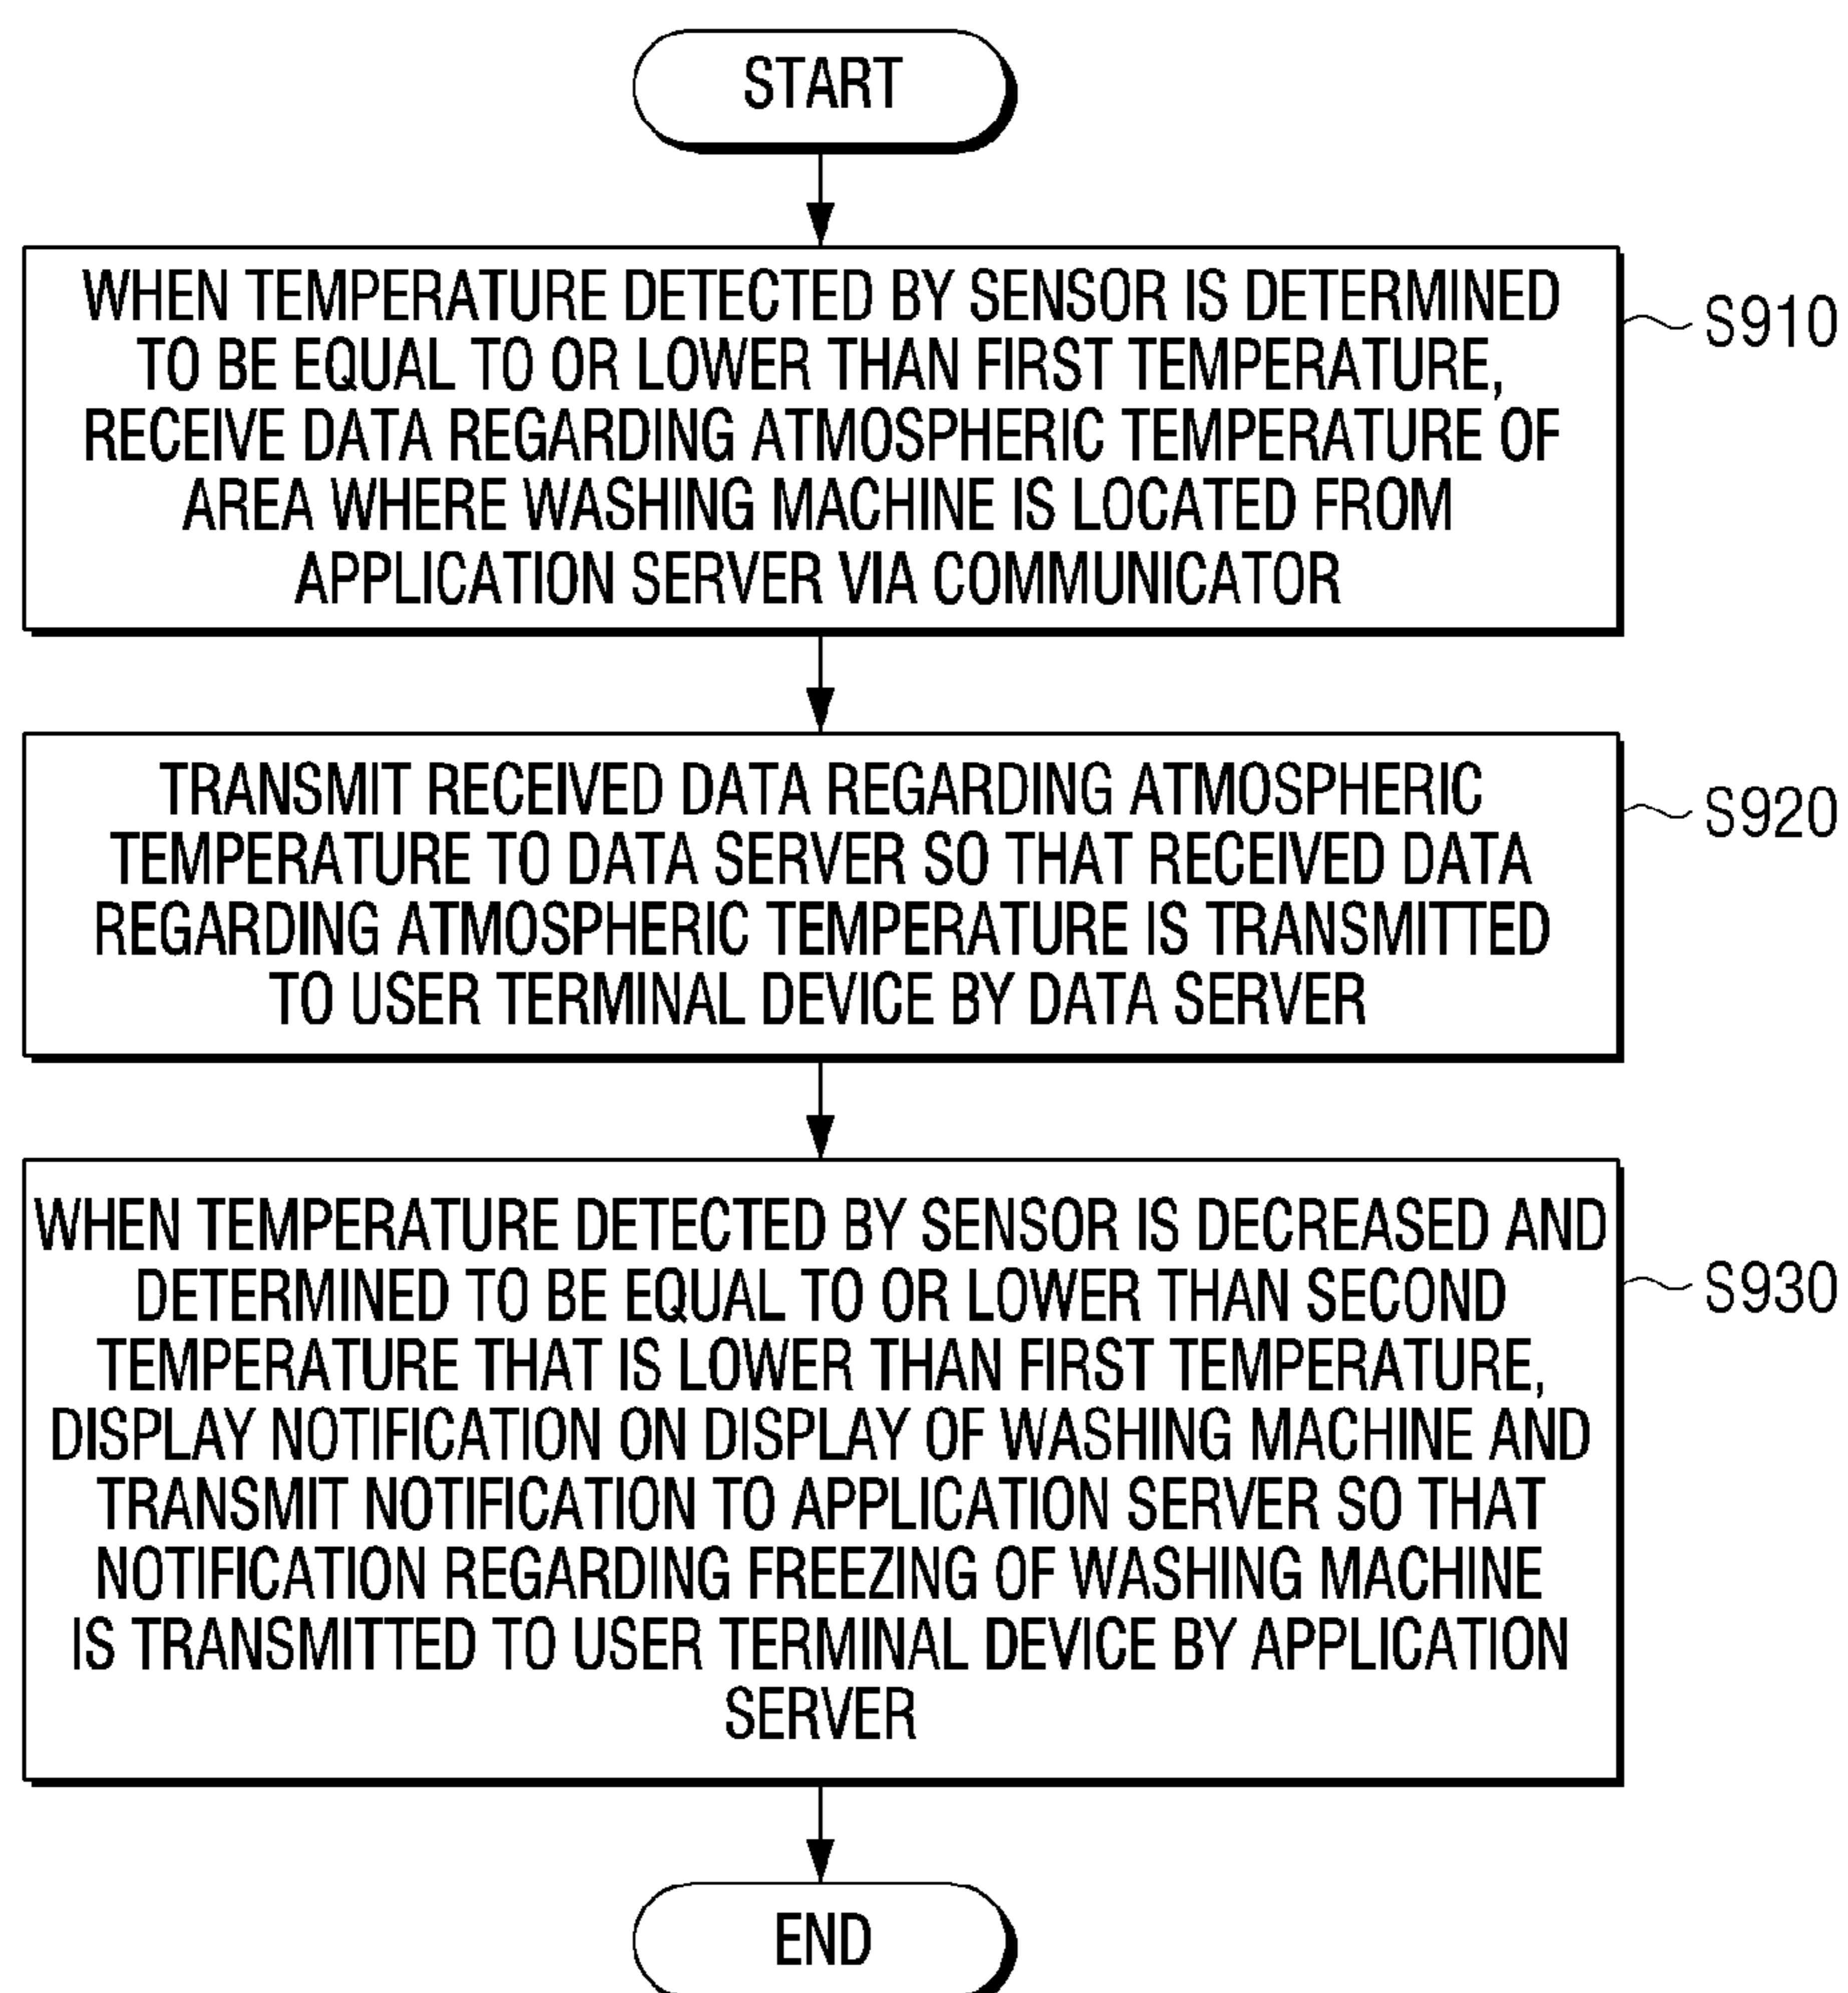 START
WHEN TEMPERATURE DETECTED BY SENSOR IS DETERMINED
TO BE EQUAL TO OR LOWER THAN FIRST TEMPERATURE,
RECEIVE DATA REGARDING ATMOSPHERIC TEMPERATURE OF
AREA WHERE WASHING MACHINE IS LOCATED FROM
APPLICATION SERVER VIA COMMUNICATOR
S910
TRANSMIT RECEIVED DATA REGARDING ATMOSPHERIC
TEMPERATURE TO DATA SERVER SO THAT RECEIVED DATA
REGARDING ATMOSPHERIC TEMPERATURE IS TRANSMITTED
TO USER TERMINAL DEVICE BY DATA SERVER
S920
WHEN TEMPERATURE DETECTED BY SENSOR IS DECREASED AND
DETERMINED TO BE EQUAL TO OR LOWER THAN SECOND
TEMPERATURE THAT IS LOWER THAN FIRST TEMPERATURE,
DISPLAY NOTIFICATION ON DISPLAY OF WASHING MACHINE AND
TRANSMIT NOTIFICATION TO APPLICATION SERVER SO THAT
NOTIFICATION REGARDING FREEZING OF WASHING MACHINE
IS TRANSMITTED TO USER TERMINAL DEVICE BY APPLICATION
SERVER
S930
END